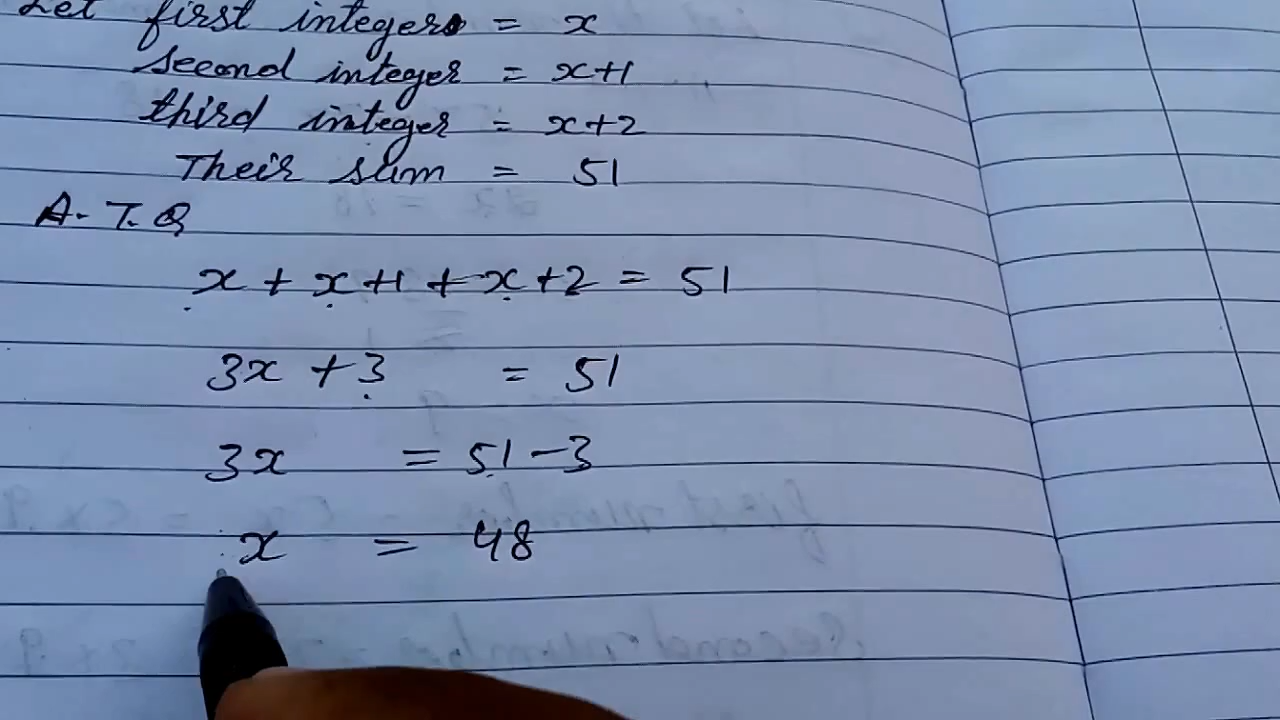 Let first integers = x
second integer = x+1
third integer = x+2
Their sum = 51
A.T.Q
x + x+1 + x+2 = 51
3x + 3 = 51
3x = 51-3
x = 48